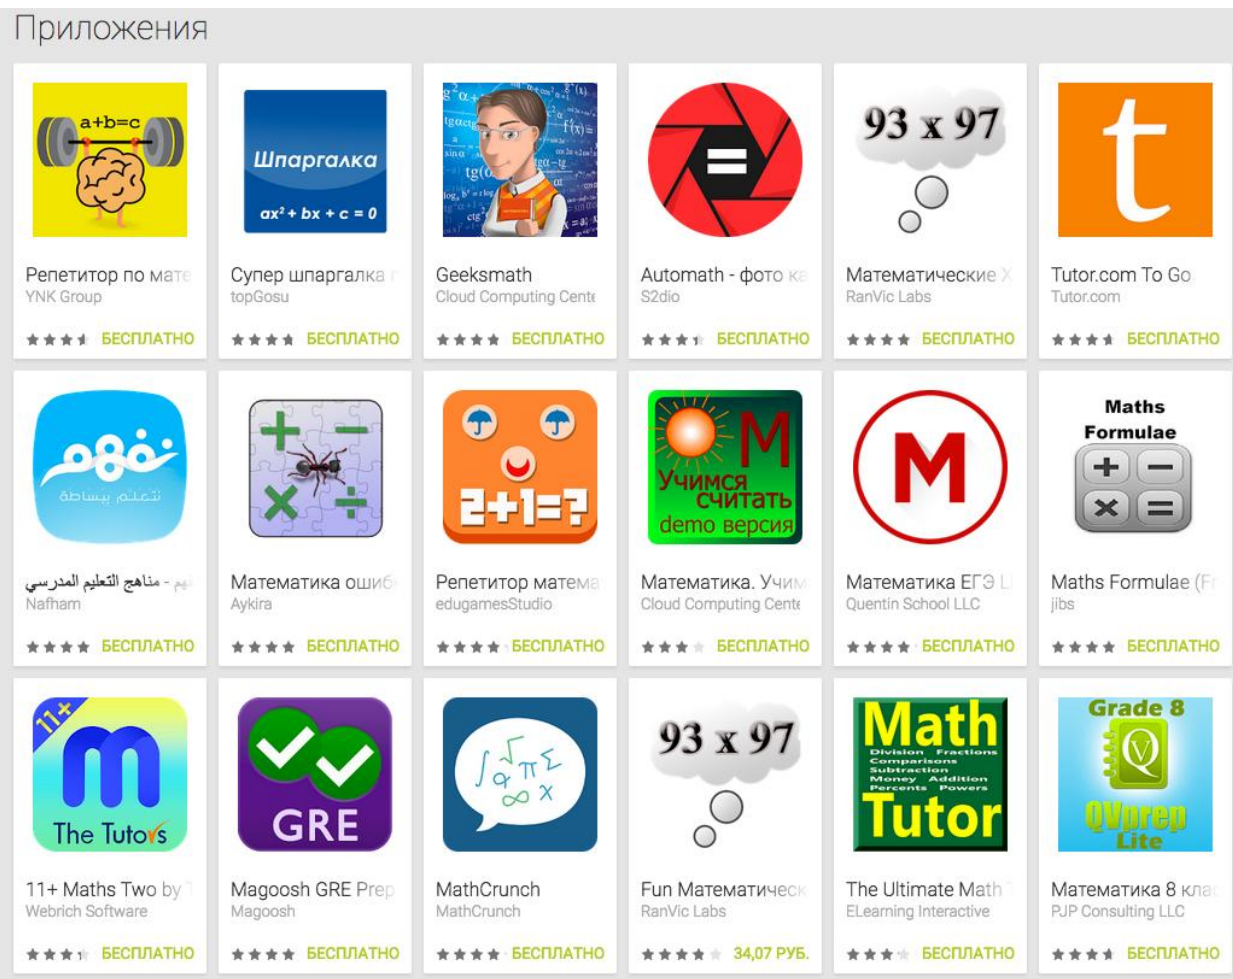 Приложения
a+b=c
Репетитор по мате
YNK Group
БЕСПЛАТНО
Шпаргалка
ax² + bx + c = 0
Супер шпаргалка п
topGosu
БЕСПЛАТНО
Geeksmath
Cloud Computing Cente
БЕСПЛАТНО
=
Automath - фото ка
S2dio
БЕСПЛАТНО
93 x 97
Математические Х
RanVic Labs
БЕСПЛАТНО
t
Tutor.com To Go
Tutor.com
БЕСПЛАТНО
نفهم
نتعلم ببساطة
نفهم - مناهج التعليم المدرسي
Nafham
БЕСПЛАТНО
+ −
× ÷
Математика ошиб
Aykira
БЕСПЛАТНО
2+1=?
Репетитор матема
edugamesStudio
БЕСПЛАТНО
М
Учимся
считать
demo версия
Математика. Учим
Cloud Computing Cente
БЕСПЛАТНО
М
Математика ЕГЭ L
Quentin School LLC
БЕСПЛАТНО
Maths
Formulae
+ −
× =
Maths Formulae (Fr
jibs
БЕСПЛАТНО
11+
m
The Tutors
11+ Maths Two by T
Webrich Software
БЕСПЛАТНО
GRE
Magoosh GRE Prep
Magoosh
БЕСПЛАТНО
∫ √ π Σ
∞ x
MathCrunch
MathCrunch
БЕСПЛАТНО
93 x 97
Fun Математическ
RanVic Labs
34,07 РУБ.
Math
Division Fractions
Comparisons
Subtraction
Money Addition
Percents Powers
Tutor
The Ultimate Math T
ELearning Interactive
БЕСПЛАТНО
Grade 8
QV
QVprep
Lite
Математика 8 клас
PJP Consulting LLC
БЕСПЛАТНО